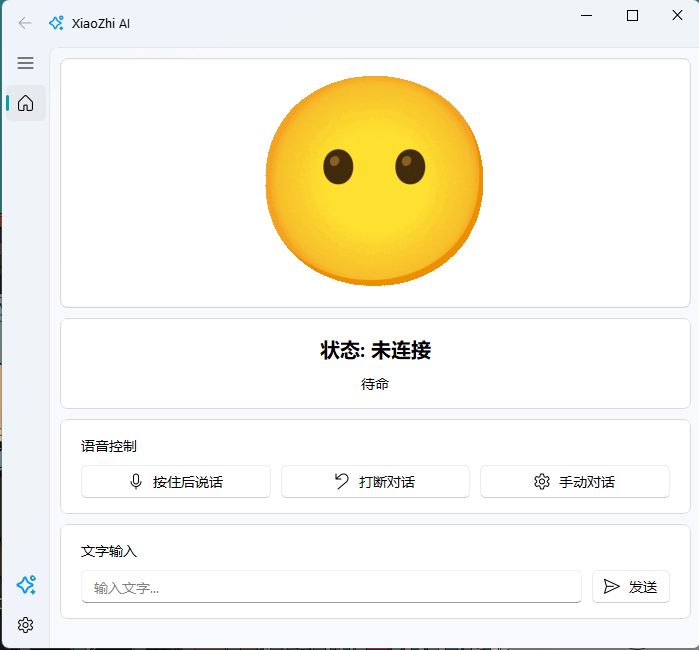 XiaoZhi AI
状态: 未连接
待命
语音控制
按住后说话 打断对话 手动对话
文字输入
输入文字... 发送